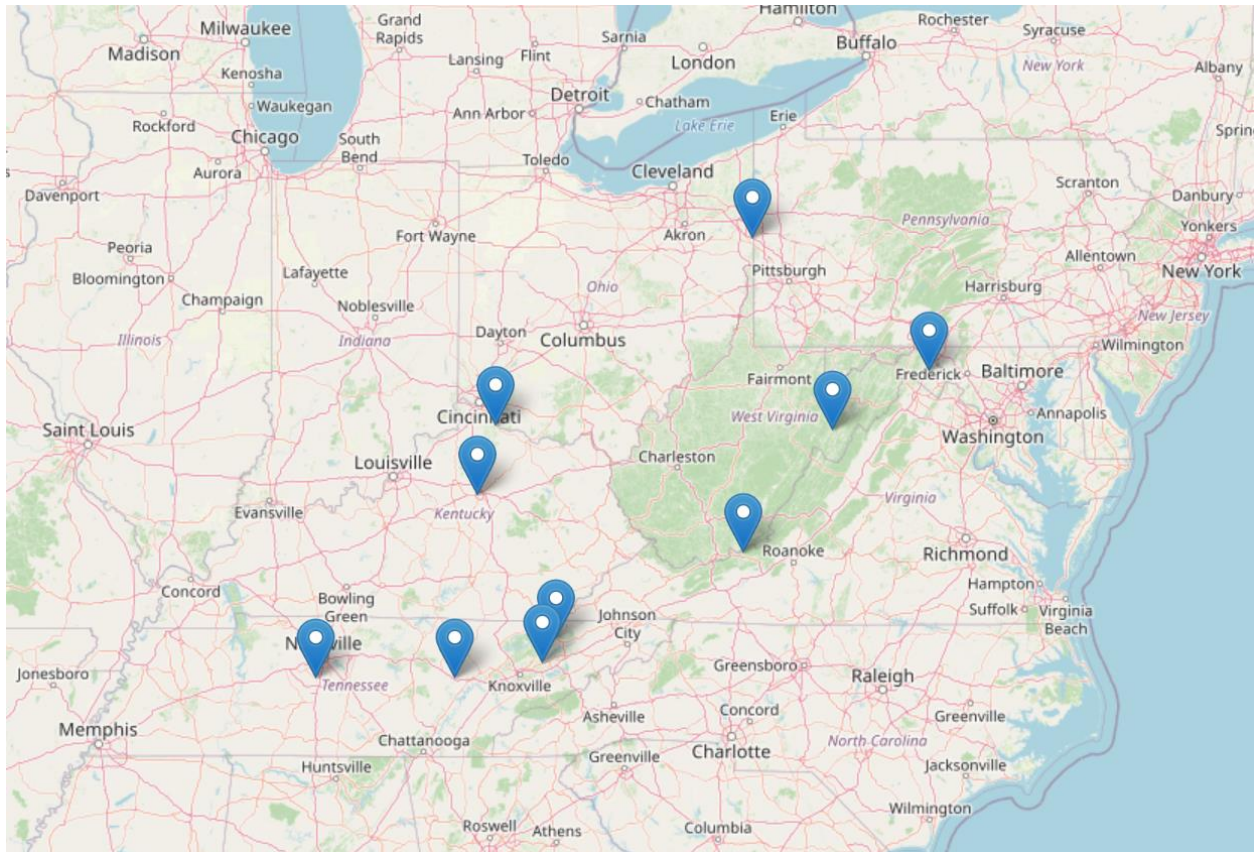 Hamilton
Grand
Rapids
Rochester
Syracuse
Milwaukee
Madison
Sarnia
Buffalo
Flint
Lansing
London
New York
Albany
Kenosha
Detroit
Waukegan
Ann Arbor
Chatham
Erie
Lake Erie
Rockford
Chicago
South
Bend
Toledo
Cleveland
Aurora
Davenport
Scranton
Danbury
Pennsylvania
Yonkers
Fort Wayne
Akron
Peoria
Allentown
New York
Bloomington
Lafayette
Pittsburgh
Champaign
Noblesville
Ohio
Harrisburg
New Jersey
Illinois
Indiana
Dayton
Columbus
Wilmington
Fairmont
Frederick
Baltimore
Cincinnati
West Virginia
Annapolis
Saint Louis
Washington
Louisville
Charleston
Evansville
Kentucky
Virginia
Roanoke
Richmond
Concord
Bowling
Green
Johnson
City
Hampton
Suffolk
Virginia
Beach
Nashville
Jonesboro
Tennessee
Knoxville
Greensboro
Raleigh
Memphis
Asheville
Concord
Greenville
Chattanooga
Charlotte
North Carolina
Huntsville
Greenville
Jacksonville
Wilmington
Roswell
Athens
Columbia